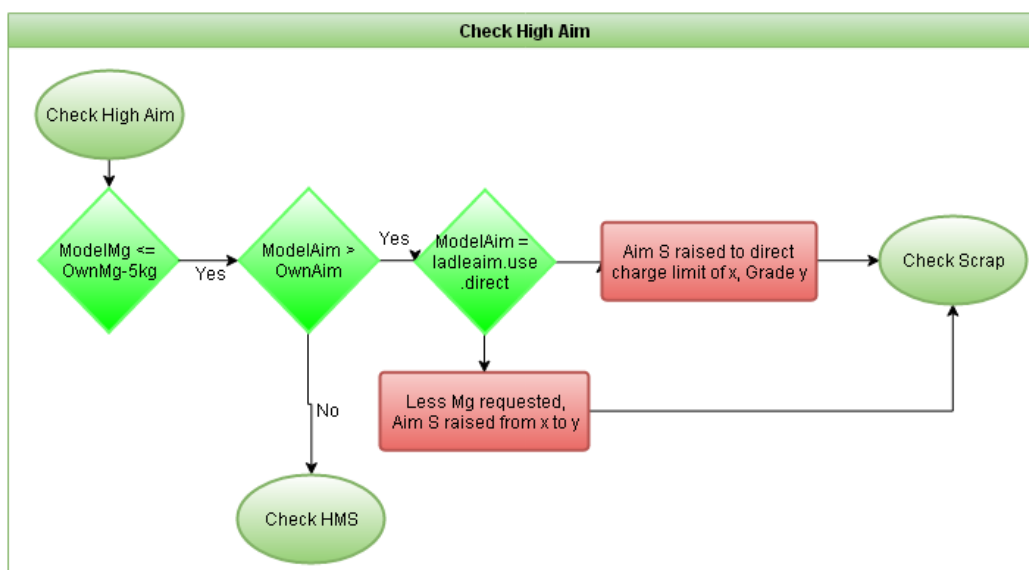 Check High Aim
Check High Aim
ModelMg <=
OwnMg-5kg
Yes
ModelAim >
OwnAim
Yes
ModelAim =
ladleaim.use
.direct
Aim S raised to direct
charge limit of x, Grade y
Check Scrap
Less Mg requested,
Aim S raised from x to y
No
Check HMS